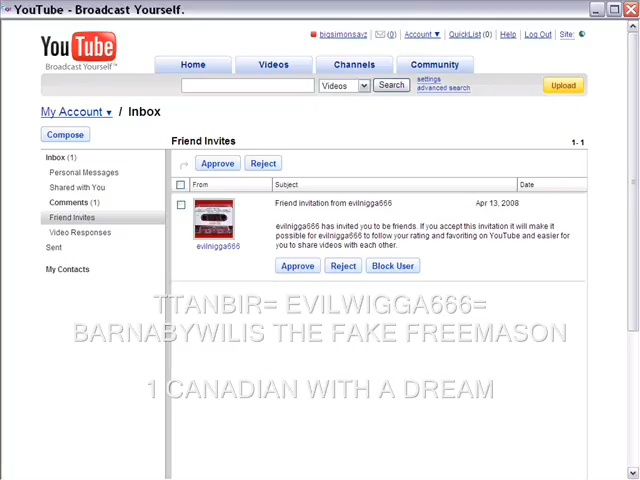 YouTube - Broadcast Yourself.
bigsimonsavz (0) Account QuickList (0) Help Log Out Site:
YouTube
Broadcast Yourself™
Home Videos Channels Community
Videos Search settings
advanced search
Upload
My Account / Inbox
Compose
Friend Invites 1- 1
Inbox (1)
Personal Messages
Shared with You
Comments (1)
Friend Invites
Video Responses
Sent
My Contacts
Approve Reject
From Subject Date
Friend invitation from evilnigga666 Apr 13, 2008
evilnigga666
evilnigga666 has invited you to be friends. If you accept this invitation it will make it
possible for evilnigga666 to follow your rating and favoriting on YouTube and easier for
you to share videos with each other.
Approve Reject Block User
TTANBIR= EVILWIGGA666=
BARNABYWILIS THE FAKE FREEMASON
1 CANADIAN WITH A DREAM